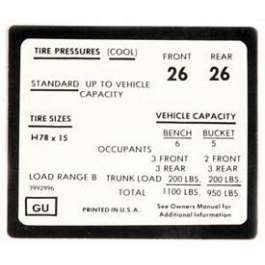 TIRE PRESSURES (COOL) FRONT REAR
26 26
STANDARD UP TO VEHICLE
CAPACITY
TIRE SIZES VEHICLE CAPACITY
H78 x 15 BENCH BUCKET
OCCUPANTS 6 5
3 FRONT 2 FRONT
3 REAR 3 REAR
LOAD RANGE B TRUNK LOAD 200 LBS. 200 LBS.
3992996 TOTAL 1100 LBS. 950 LBS.
GU PRINTED IN U.S.A. See Owners Manual for
Additional Information